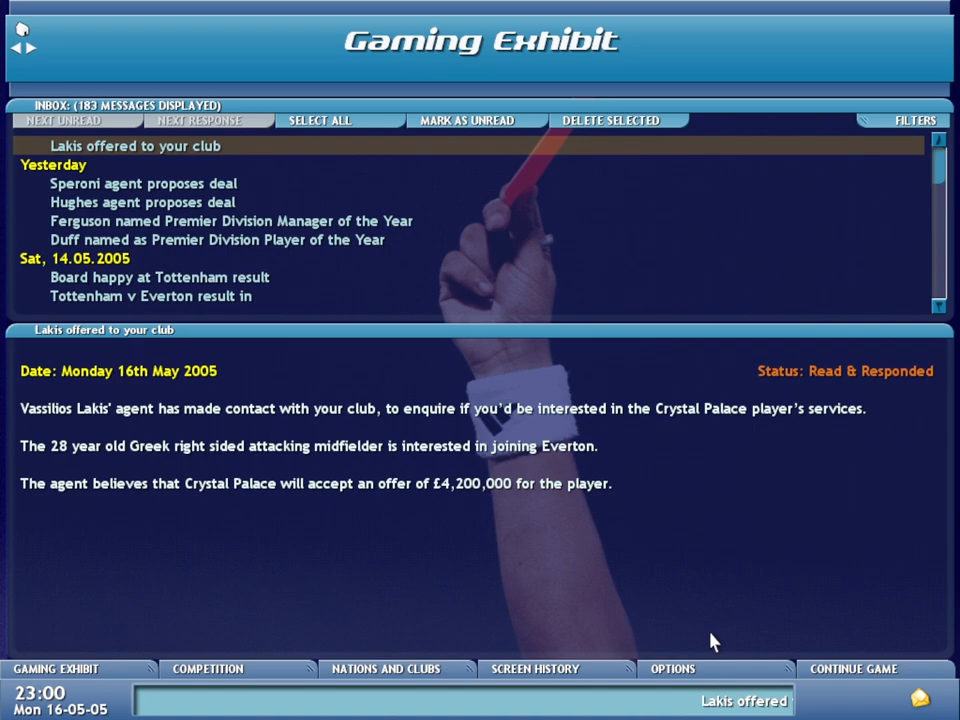 Gaming Exhibit
INBOX: (183 MESSAGES DISPLAYED)
NEXT UNREAD NEXT RESPONSE SELECT ALL MARK AS UNREAD DELETE SELECTED FILTERS
Lakis offered to your club
Yesterday
Speroni agent proposes deal
Hughes agent proposes deal
Ferguson named Premier Division Manager of the Year
Duff named as Premier Division Player of the Year
Sat, 14.05.2005
Board happy at Tottenham result
Tottenham v Everton result in
Lakis offered to your club
Date: Monday 16th May 2005 Status: Read & Responded
Vassilios Lakis' agent has made contact with your club, to enquire if you'd be interested in the Crystal Palace player's services.
The 28 year old Greek right sided attacking midfielder is interested in joining Everton.
The agent believes that Crystal Palace will accept an offer of £4,200,000 for the player.
GAMING EXHIBIT COMPETITION NATIONS AND CLUBS SCREEN HISTORY OPTIONS CONTINUE GAME
23:00
Mon 16-05-05
Lakis offered